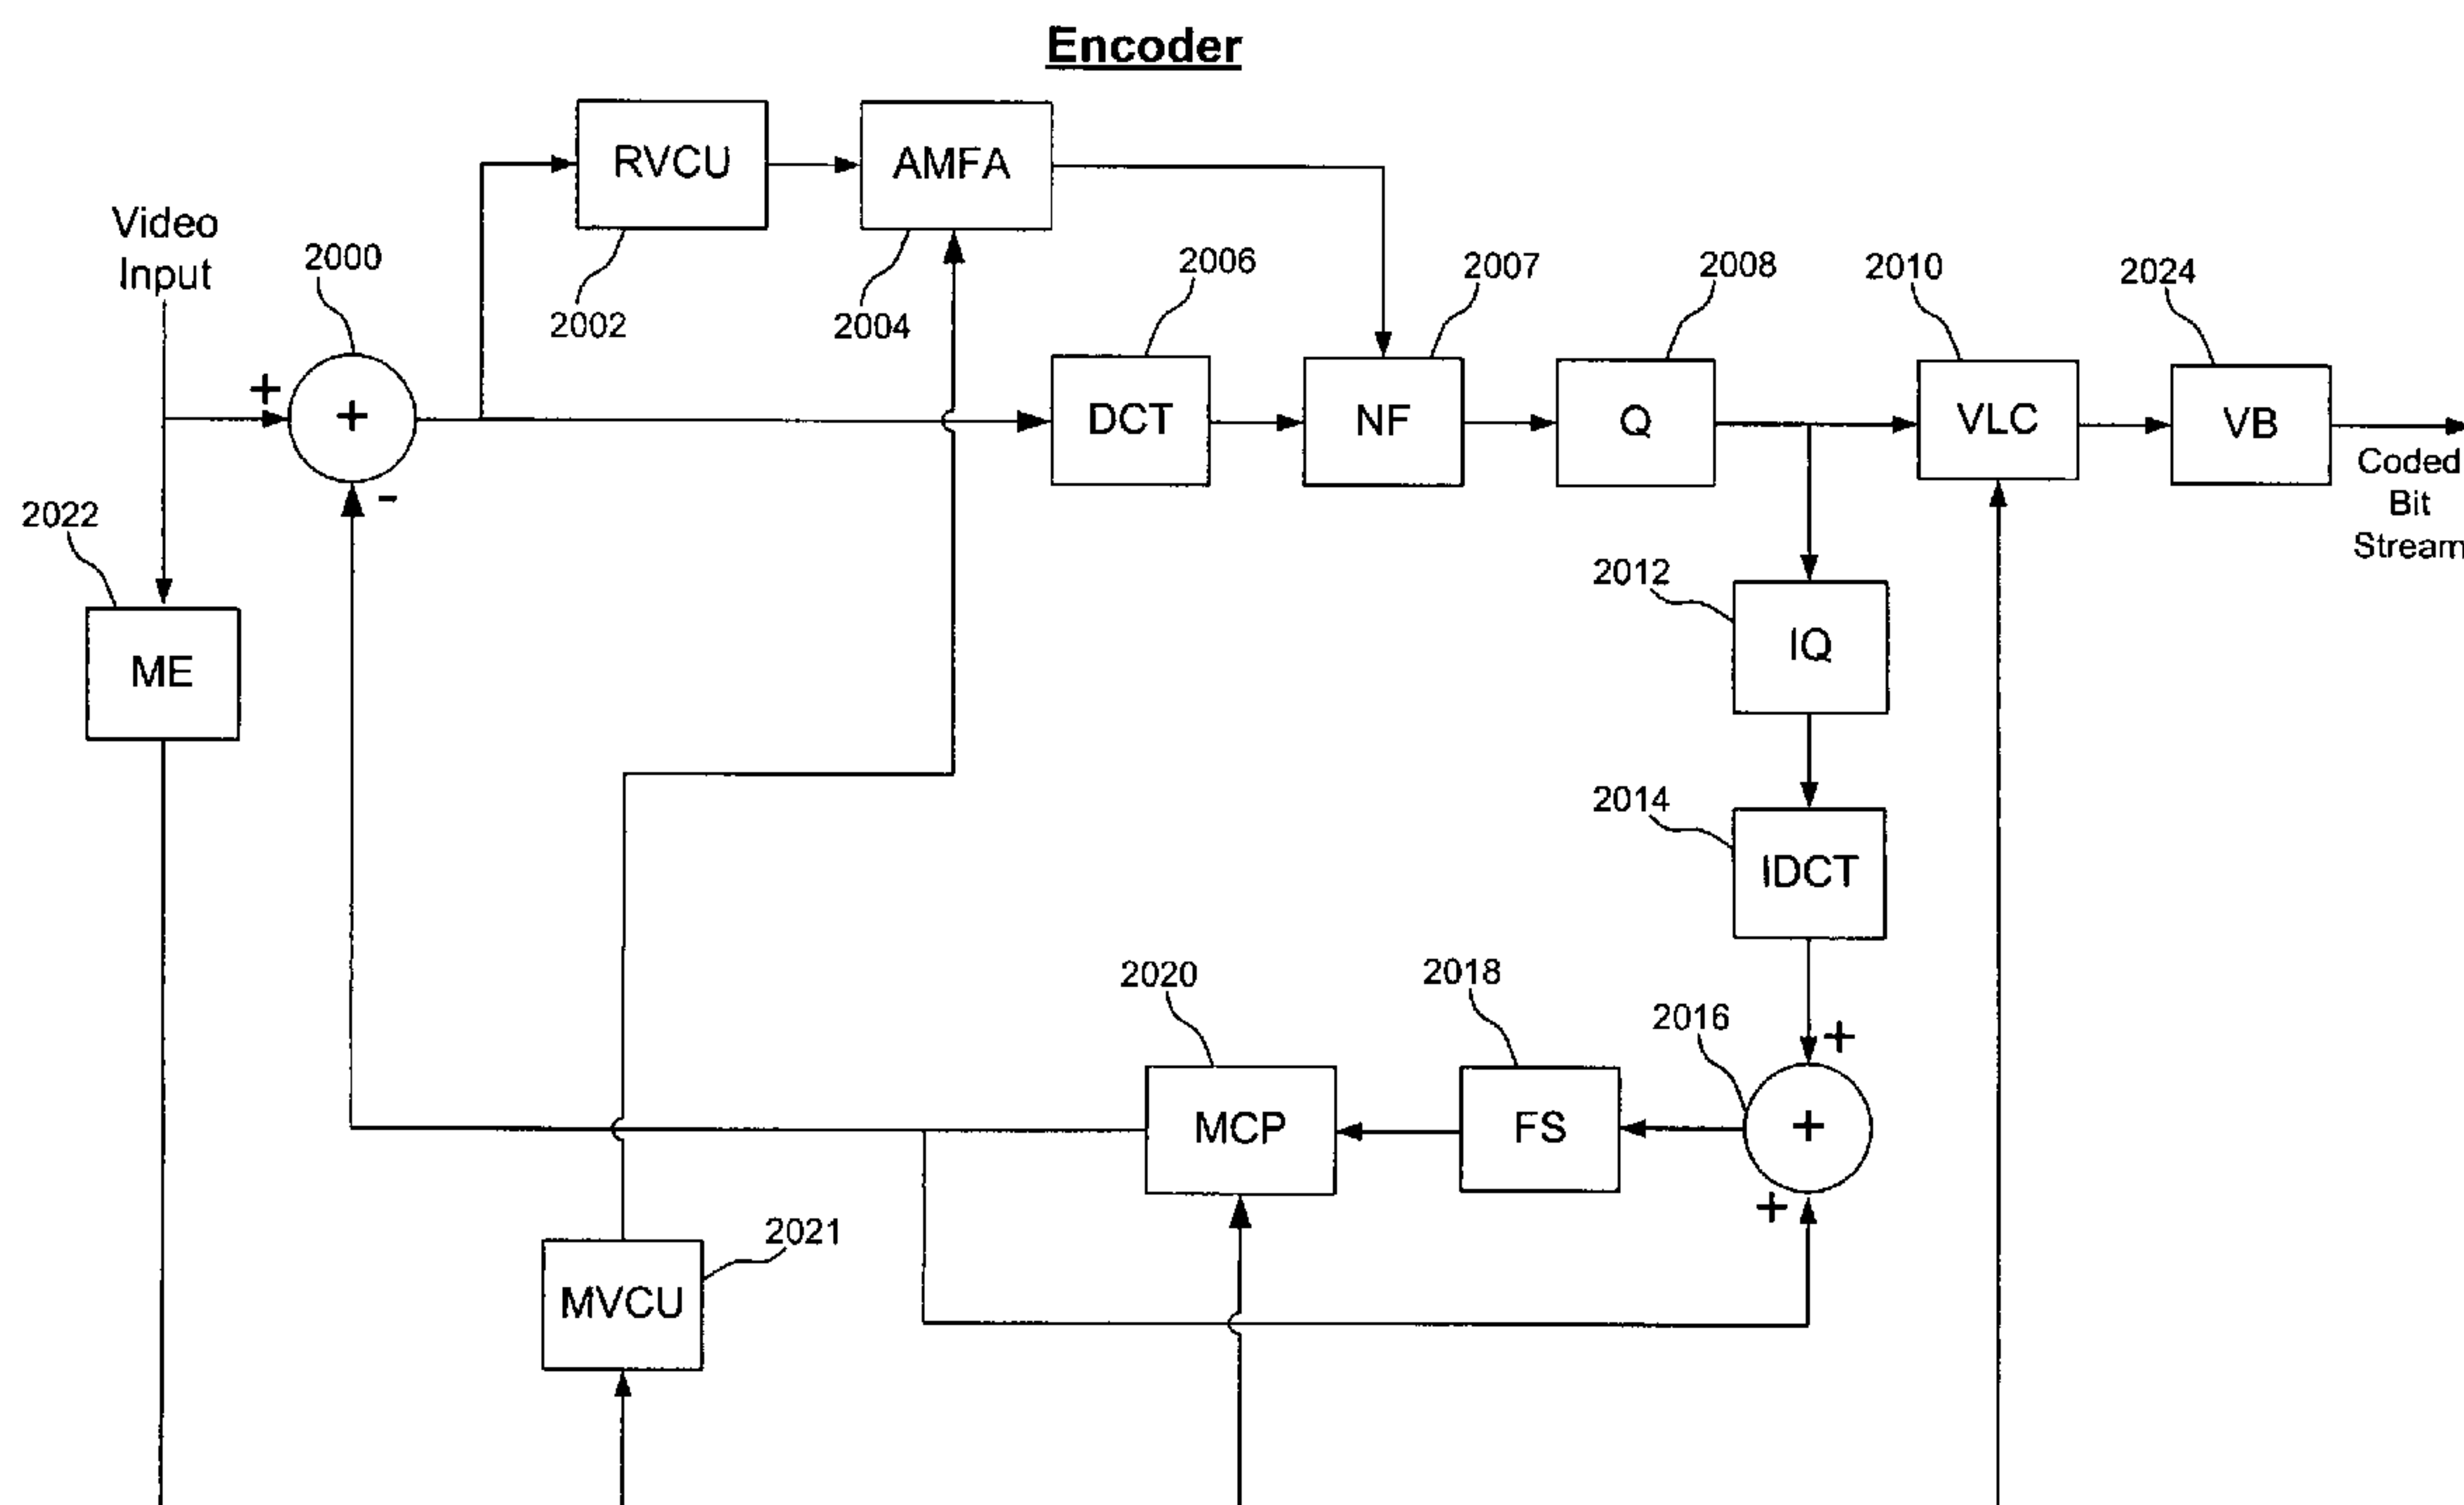 Encoder
Video
Input
2000
RVCU
AMFA
2002
2004
2006
2007
2008
2010
2024
+
+
DCT
NF
Q
VLC
VB
-
Coded
Bit
Stream
2022
ME
2012
IQ
2014
IDCT
2020
2018
2016
+
MCP
FS
+
+
2021
MVCU